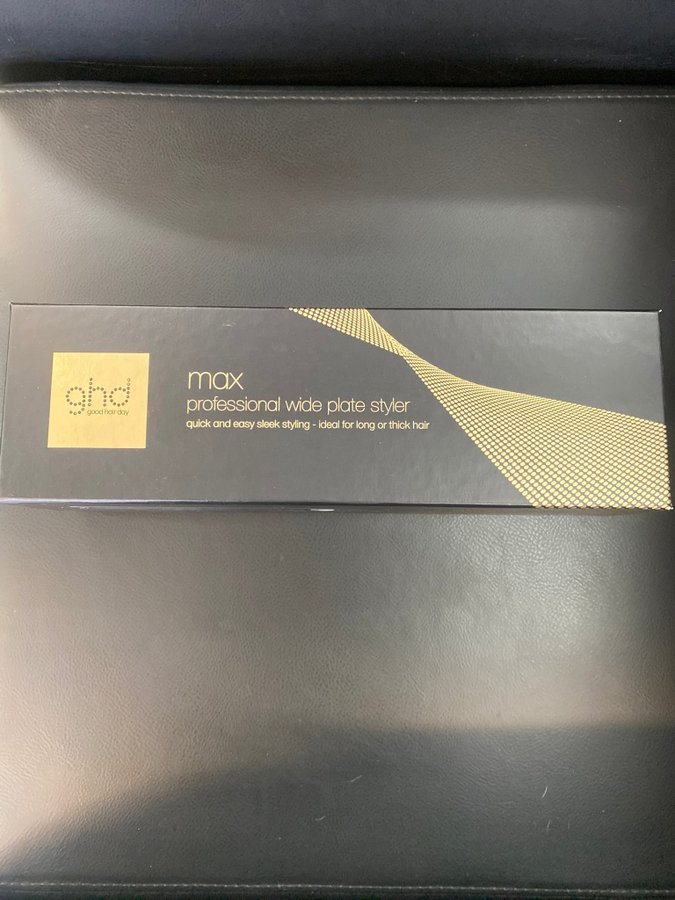 ghd
good hair day
max
professional wide plate styler
quick and easy sleek styling - ideal for long or thick hair